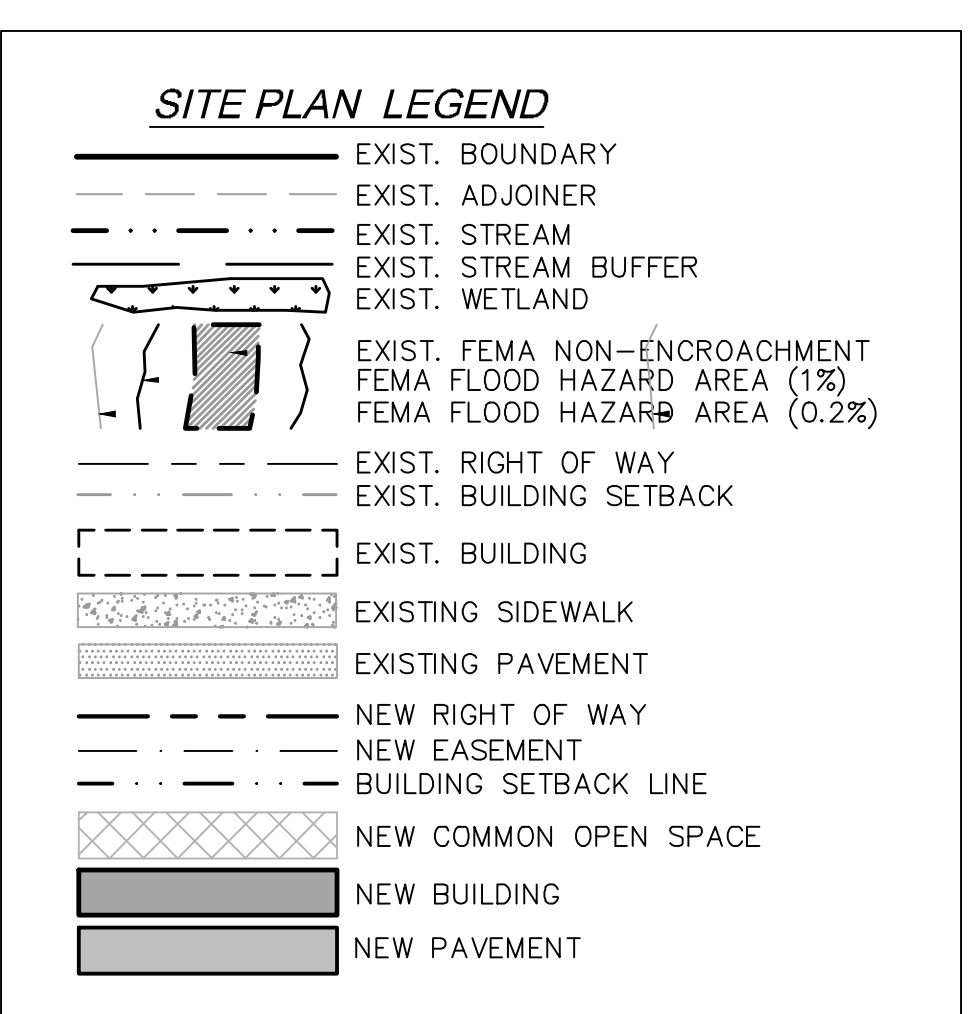 SITE PLAN LEGEND
EXIST. BOUNDARY
EXIST. ADJOINER
EXIST. STREAM
EXIST. STREAM BUFFER
EXIST. WETLAND
EXIST. FEMA NON-ENCROACHMENT
FEMA FLOOD HAZARD AREA (1%)
FEMA FLOOD HAZARD AREA (0.2%)
EXIST. RIGHT OF WAY
EXIST. BUILDING SETBACK
EXIST. BUILDING
EXISTING SIDEWALK
EXISTING PAVEMENT
NEW RIGHT OF WAY
NEW EASEMENT
BUILDING SETBACK LINE
NEW COMMON OPEN SPACE
NEW BUILDING
NEW PAVEMENT